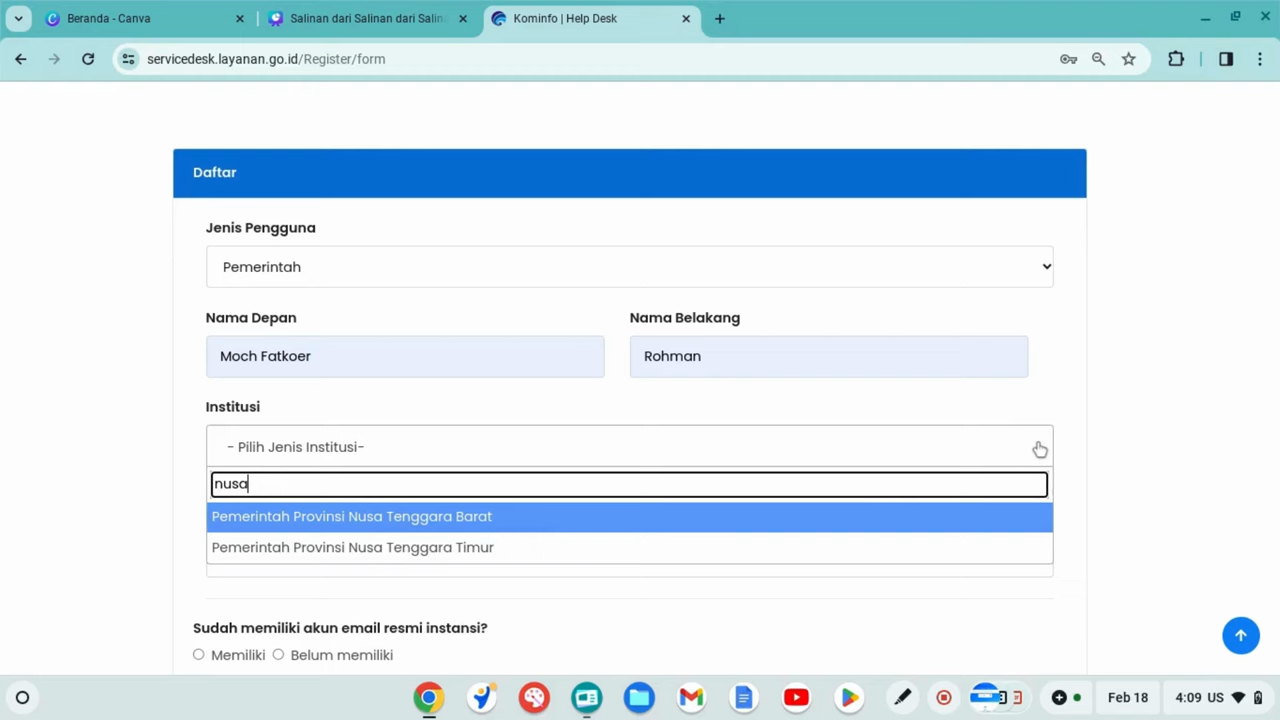 Beranda - Canva
Salinan dari Salinan dari Salin
Kominfo | Help Desk
servicedesk.layanan.go.id/Register/form
Daftar
Jenis Pengguna
Pemerintah
Nama Depan
Nama Belakang
Moch Fatkoer
Rohman
Institusi
- Pilih Jenis Institusi-
nusa
Pemerintah Provinsi Nusa Tenggara Barat
Pemerintah Provinsi Nusa Tenggara Timur
Sudah memiliki akun email resmi instansi?
Memiliki
Belum memiliki
Feb 18
4:09 US